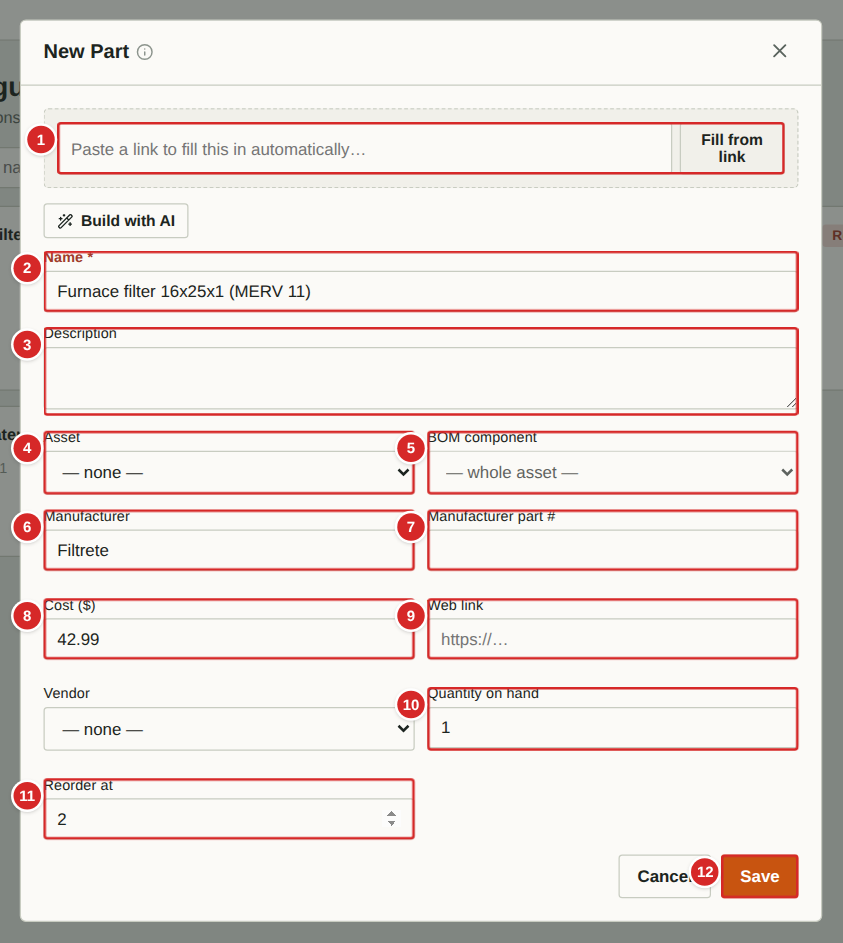 New Part
1
Paste a link to fill this in automatically…
Fill from
link
Build with AI
2
Name *
Furnace filter 16x25x1 (MERV 11)
3
Description
4
Asset
— none —
5
BOM component
— whole asset —
6
Manufacturer
Filtrete
7
Manufacturer part #
8
Cost ($)
42.99
9
Web link
https://…
Vendor
— none —
10
Quantity on hand
1
11
Reorder at
2
Cancel
12
Save